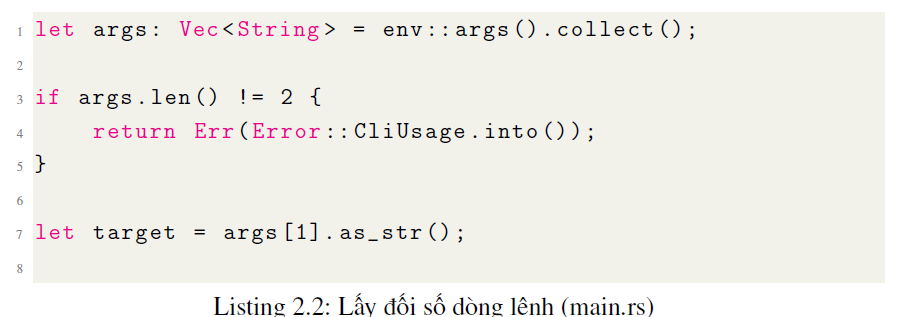 1 let args: Vec<String> = env::args().collect();
2
3 if args.len() != 2 {
4     return Err(Error::CliUsage.into());
5 }
6
7 let target = args[1].as_str();
8
Listing 2.2: Lấy đối số dòng lệnh (main.rs)